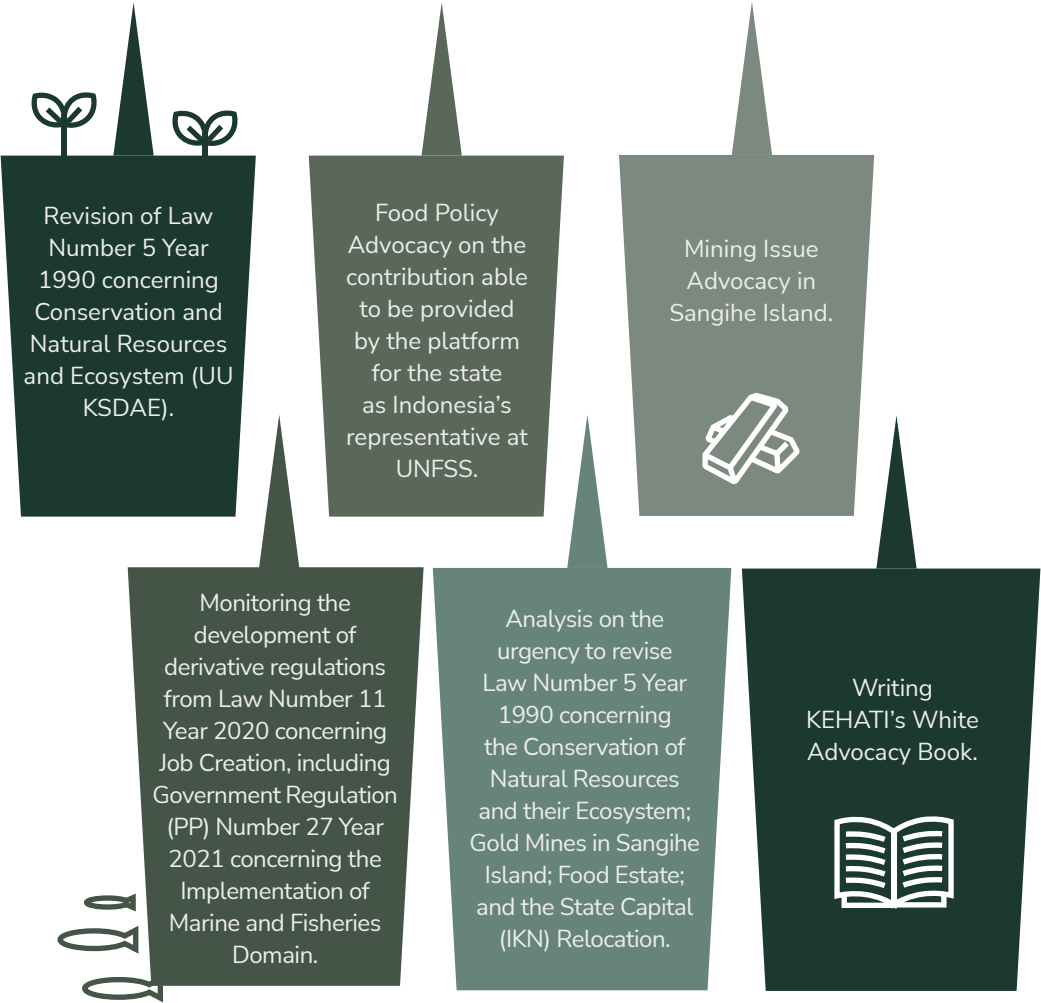 Revision of Law
Number 5 Year
1990 concerning
Conservation and
Natural Resources
and Ecosystem (UU
KSDAE).
Food Policy
Advocacy on the
contribution able
to be provided
by the platform
for the state
as Indonesia’s
representative at
UNFSS.
Mining Issue
Advocacy in
Sangihe Island.
Monitoring the
development of
derivative regulations
from Law Number 11
Year 2020 concerning
Job Creation, including
Government Regulation
(PP) Number 27 Year
2021 concerning the
Implementation of
Marine and Fisheries
Domain.
Analysis on the
urgency to revise
Law Number 5 Year
1990 concerning
the Conservation of
Natural Resources
and their Ecosystem;
Gold Mines in Sangihe
Island; Food Estate;
and the State Capital
(IKN) Relocation.
Writing
KEHATI’s White
Advocacy Book.